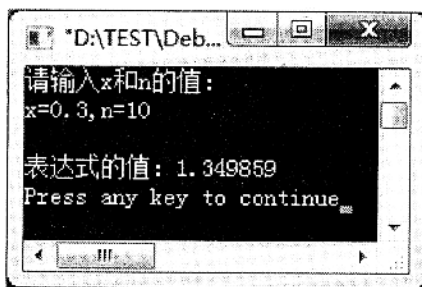 "D:\TEST\Deb...
请输入x和n的值:
x=0.3,n=10
表达式的值: 1.349859
Press any key to continue